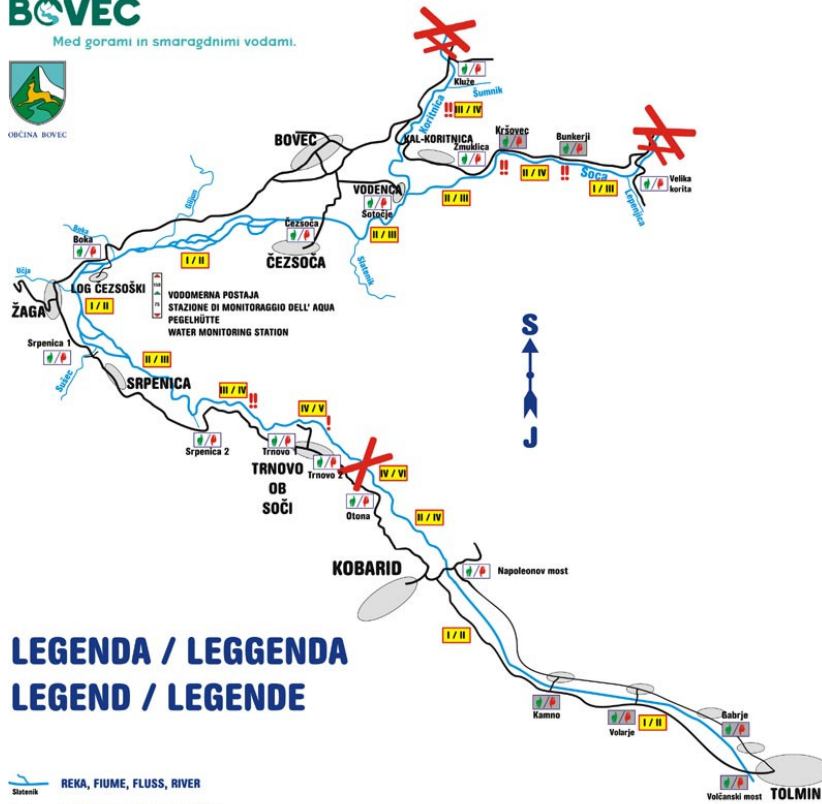 BOVEC
Med gorami in smaragdnimi vodami.
OBČINA BOVEC
Kluže
Šumnik
Koritnica
!! III / IV
BOVEC
KAL-KORITNICA
Žmuklica
Kršovec
Bunkerji
!!
II / IV
!!
Soča
I / III
Velika
korita
Lepenjica
VODENCA
Sotočje
II / III
II / III
Slatenik
Glijun
Boka
Boka
Čezsoča
ČEZSOČA
I / II
Učja
LOG ČEZSOŠKI
ŽAGA
I / II
150
75
VODOMERNA POSTAJA
STAZIONE DI MONITORAGGIO DELL' AQUA
PEGELHÜTTE
WATER MONITORING STATION
S
J
Srpenica 1
Sušec
II / III
SRPENICA
III / IV !!
IV / V !
Srpenica 2
Trnovo 1
Trnovo 2
TRNOVO
OB
SOČI
IV / VI
Otona
II / IV
KOBARID
Napoleonov most
I / II
Kamno
Volarje
I / II
Gabrje
Volčanski most
TOLMIN
LEGENDA / LEGGENDA
LEGEND / LEGENDE
Slatenik
REKA, FIUME, FLUSS, RIVER